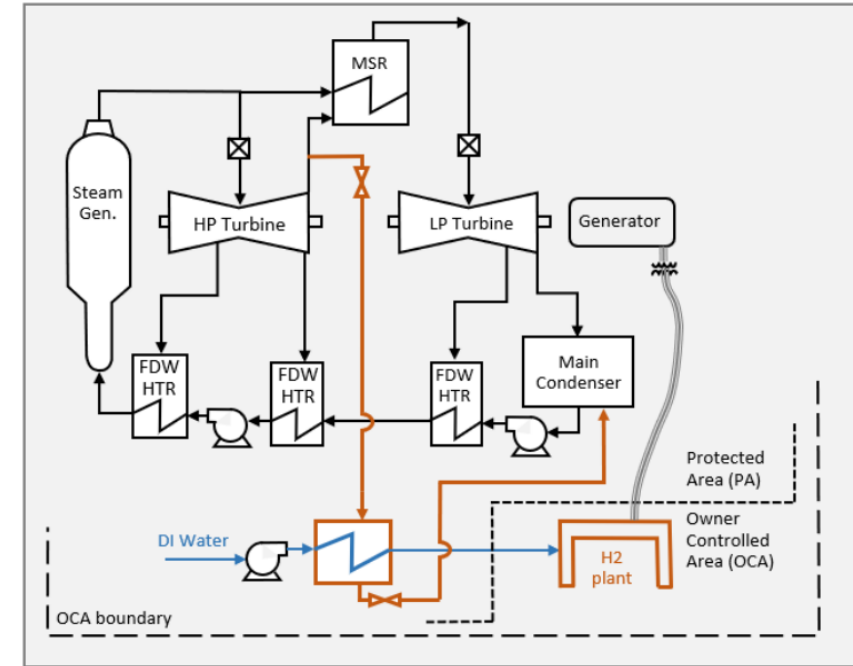 MSR
Steam
Gen.
HP Turbine
LP Turbine
Generator
FDW
HTR
FDW
HTR
FDW
HTR
Main
Condenser
Protected
Area (PA)
DI Water
Owner
Controlled
Area (OCA)
H2
plant
OCA boundary